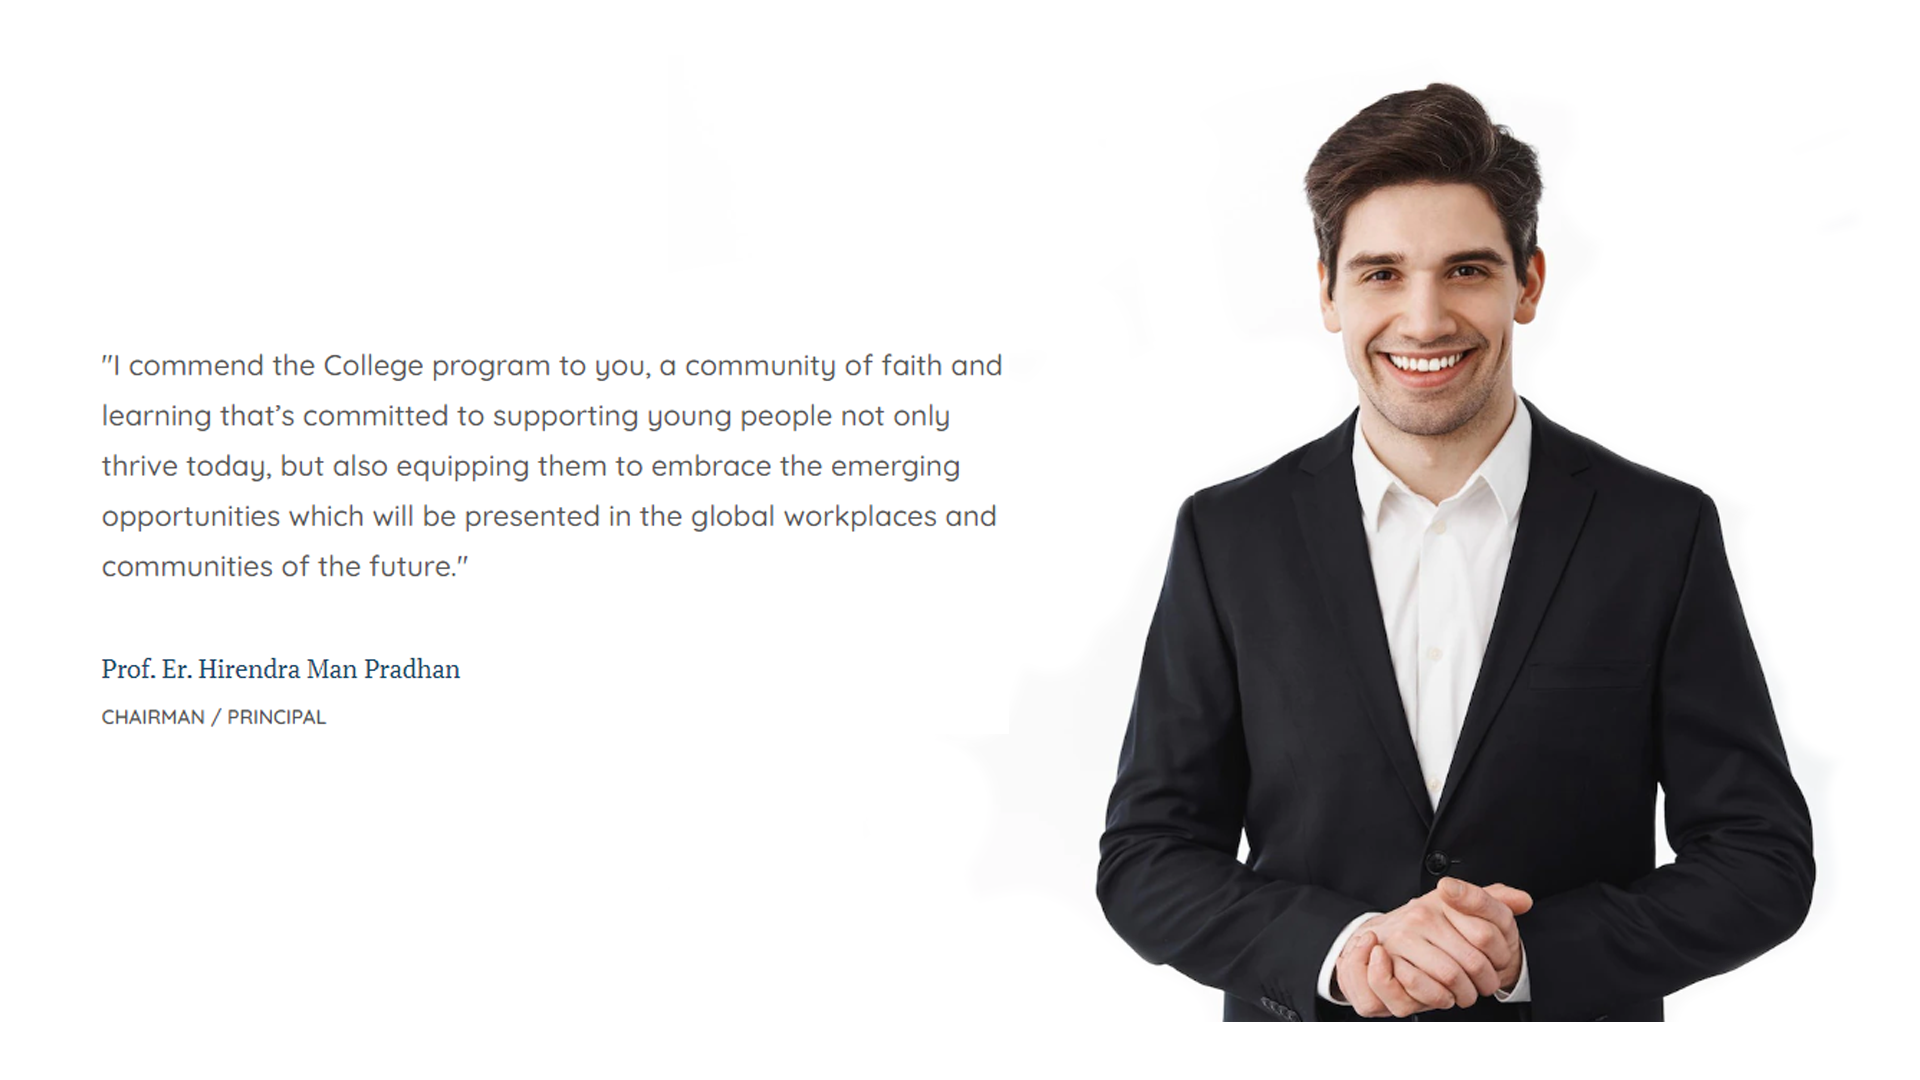 "I commend the College program to you, a community of faith and
learning that’s committed to supporting young people not only
thrive today, but also equipping them to embrace the emerging
opportunities which will be presented in the global workplaces and
communities of the future."
Prof. Er. Hirendra Man Pradhan
CHAIRMAN / PRINCIPAL